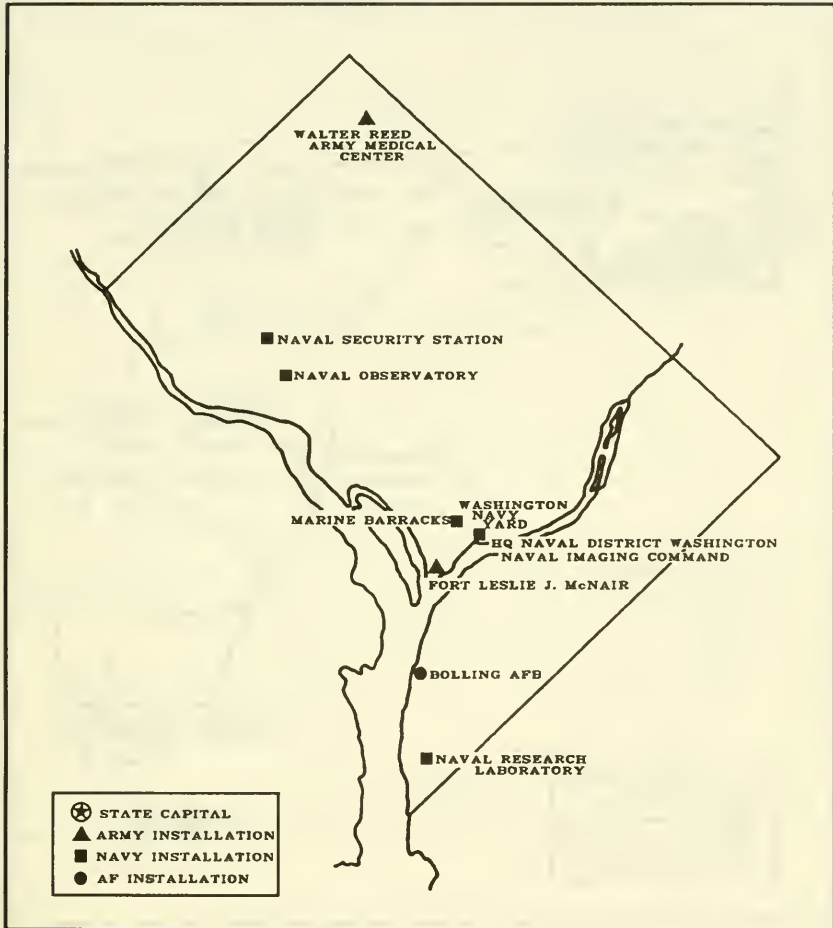 WALTER REED
ARMY MEDICAL
CENTER
NAVAL SECURITY STATION
NAVAL OBSERVATORY
WASHINGTON
NAVY
YARD
MARINE BARRACKS
HQ NAVAL DISTRICT WASHINGTON
NAVAL IMAGING COMMAND
FORT LESLIE J. McNAIR
BOLLING AFB
NAVAL RESEARCH
LABORATORY
STATE CAPITAL
ARMY INSTALLATION
NAVY INSTALLATION
AF INSTALLATION